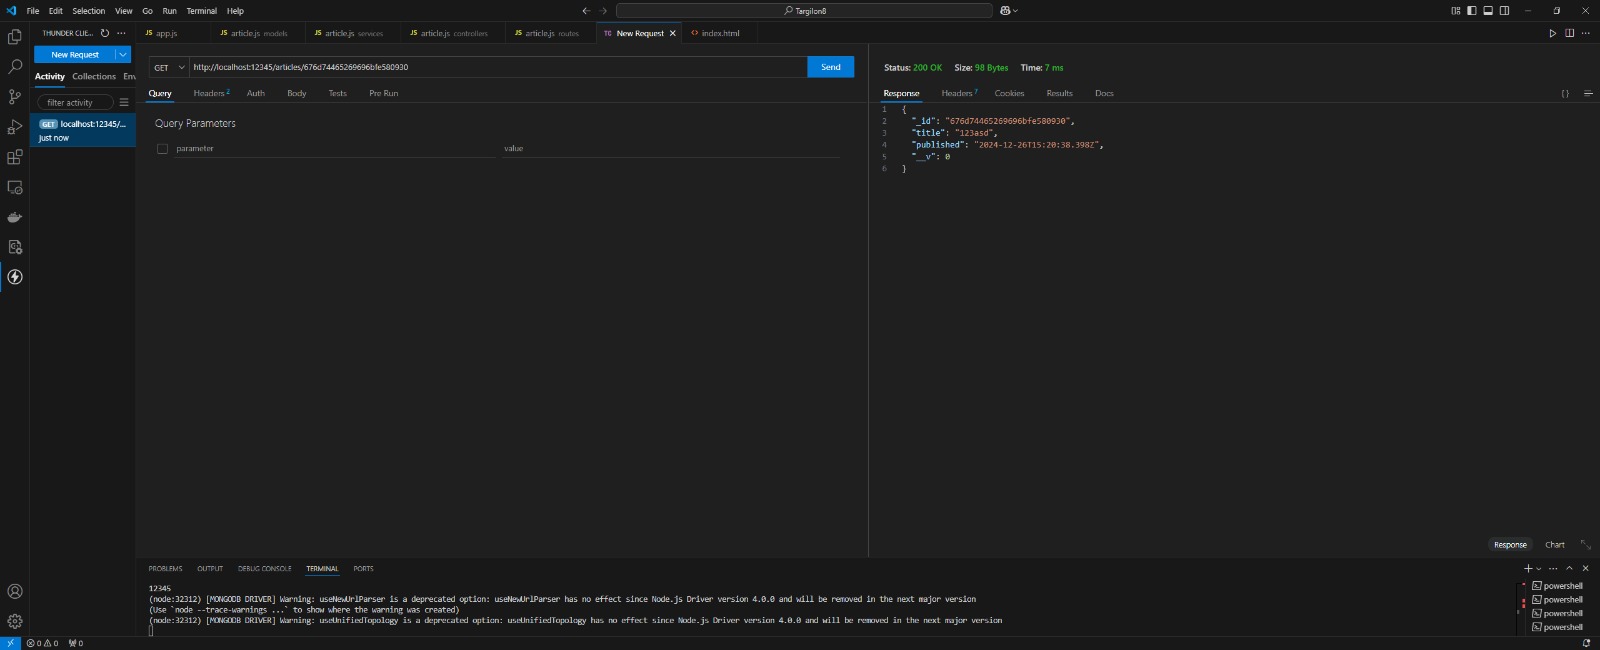 File Edit Selection View Go Run Terminal Help
Targilon8
THUNDER CLIE...
JS app.js
JS article.js models
JS article.js services
JS article.js controllers
JS article.js routes
TC New Request
<> index.html
New Request
Activity Collections Env
filter activity
GET localhost:12345/...
just now
GET http://localhost:12345/articles/676d74465269696bfe580930 Send
Query Headers 2 Auth Body Tests Pre Run
Query Parameters
parameter value
Status: 200 OK Size: 98 Bytes Time: 7 ms
Response Headers 7 Cookies Results Docs { }
1 {
2 "_id": "676d74465269696bfe580930",
3 "title": "123asd",
4 "published": "2024-12-26T15:20:38.398Z",
5 "__v": 0
6 }
Response Chart
PROBLEMS OUTPUT DEBUG CONSOLE TERMINAL PORTS
12345
(node:32312) [MONGODB DRIVER] Warning: useNewUrlParser is a deprecated option: useNewUrlParser has no effect since Node.js Driver version 4.0.0 and will be removed in the next major version
(Use `node --trace-warnings ...` to show where the warning was created)
(node:32312) [MONGODB DRIVER] Warning: useUnifiedTopology is a deprecated option: useUnifiedTopology has no effect since Node.js Driver version 4.0.0 and will be removed in the next major version
powershell
powershell
powershell
powershell
0 0 0